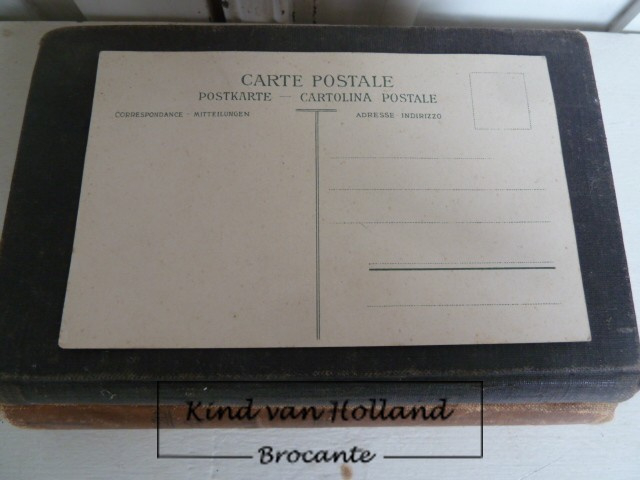 CARTE POSTALE
POSTKARTE — CARTOLINA POSTALE
CORRESPONDANCE - MITTEILUNGEN
ADRESSE INDIRIZZO
Kind van Holland
Brocante